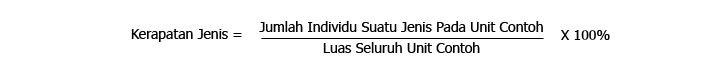 Jumlah Individu Suatu Jenis Pada Unit Contoh
Kerapatan Jenis = X 100%
Luas Seluruh Unit Contoh